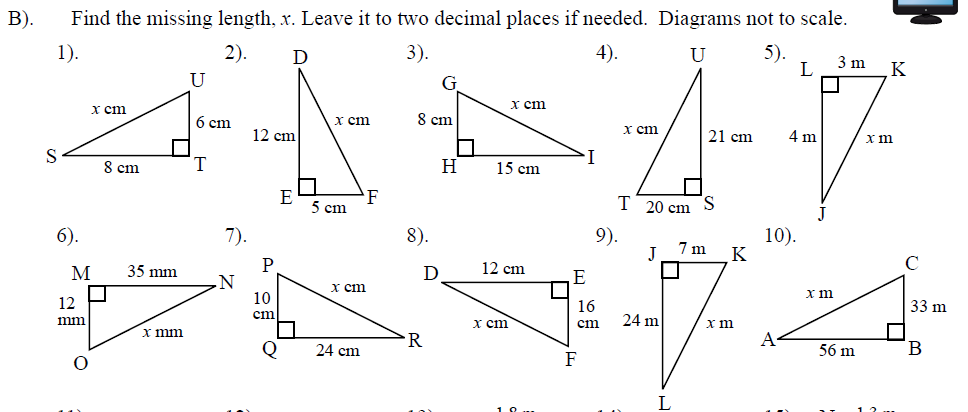 B). Find the missing length, x. Leave it to two decimal places if needed. Diagrams not to scale.
1). 2). 3). 4). 5).
S x cm U 6 cm 8 cm T
D 12 cm x cm E 5 cm F
G 8 cm x cm H 15 cm I
U x cm 21 cm T 20 cm S
L 3 m K 4 m x m J
6). 7). 8). 9). 10).
M 35 mm N 12 mm x mm O
P 10 cm x cm Q 24 cm R
D 12 cm E x cm 16 cm F
J 7 m K 24 m x m L
C x m 33 m A 56 m B